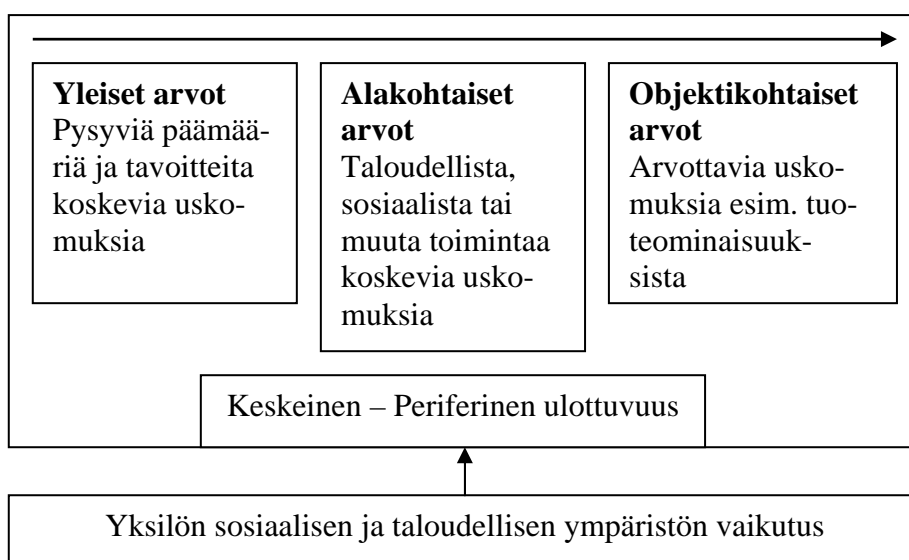 Yleiset arvot
Pysyviä päämää-
riä ja tavoitteita
koskevia usko-
muksia
Alakohtaiset
arvot
Taloudellista,
sosiaalista tai
muuta toimintaa
koskevia usko-
muksia
Objektikohtaiset
arvot
Arvottavia usko-
muksia esim. tuo-
teominaisuuk-
sista
Keskeinen – Periferinen ulottuvuus
Yksilön sosiaalisen ja taloudellisen ympäristön vaikutus